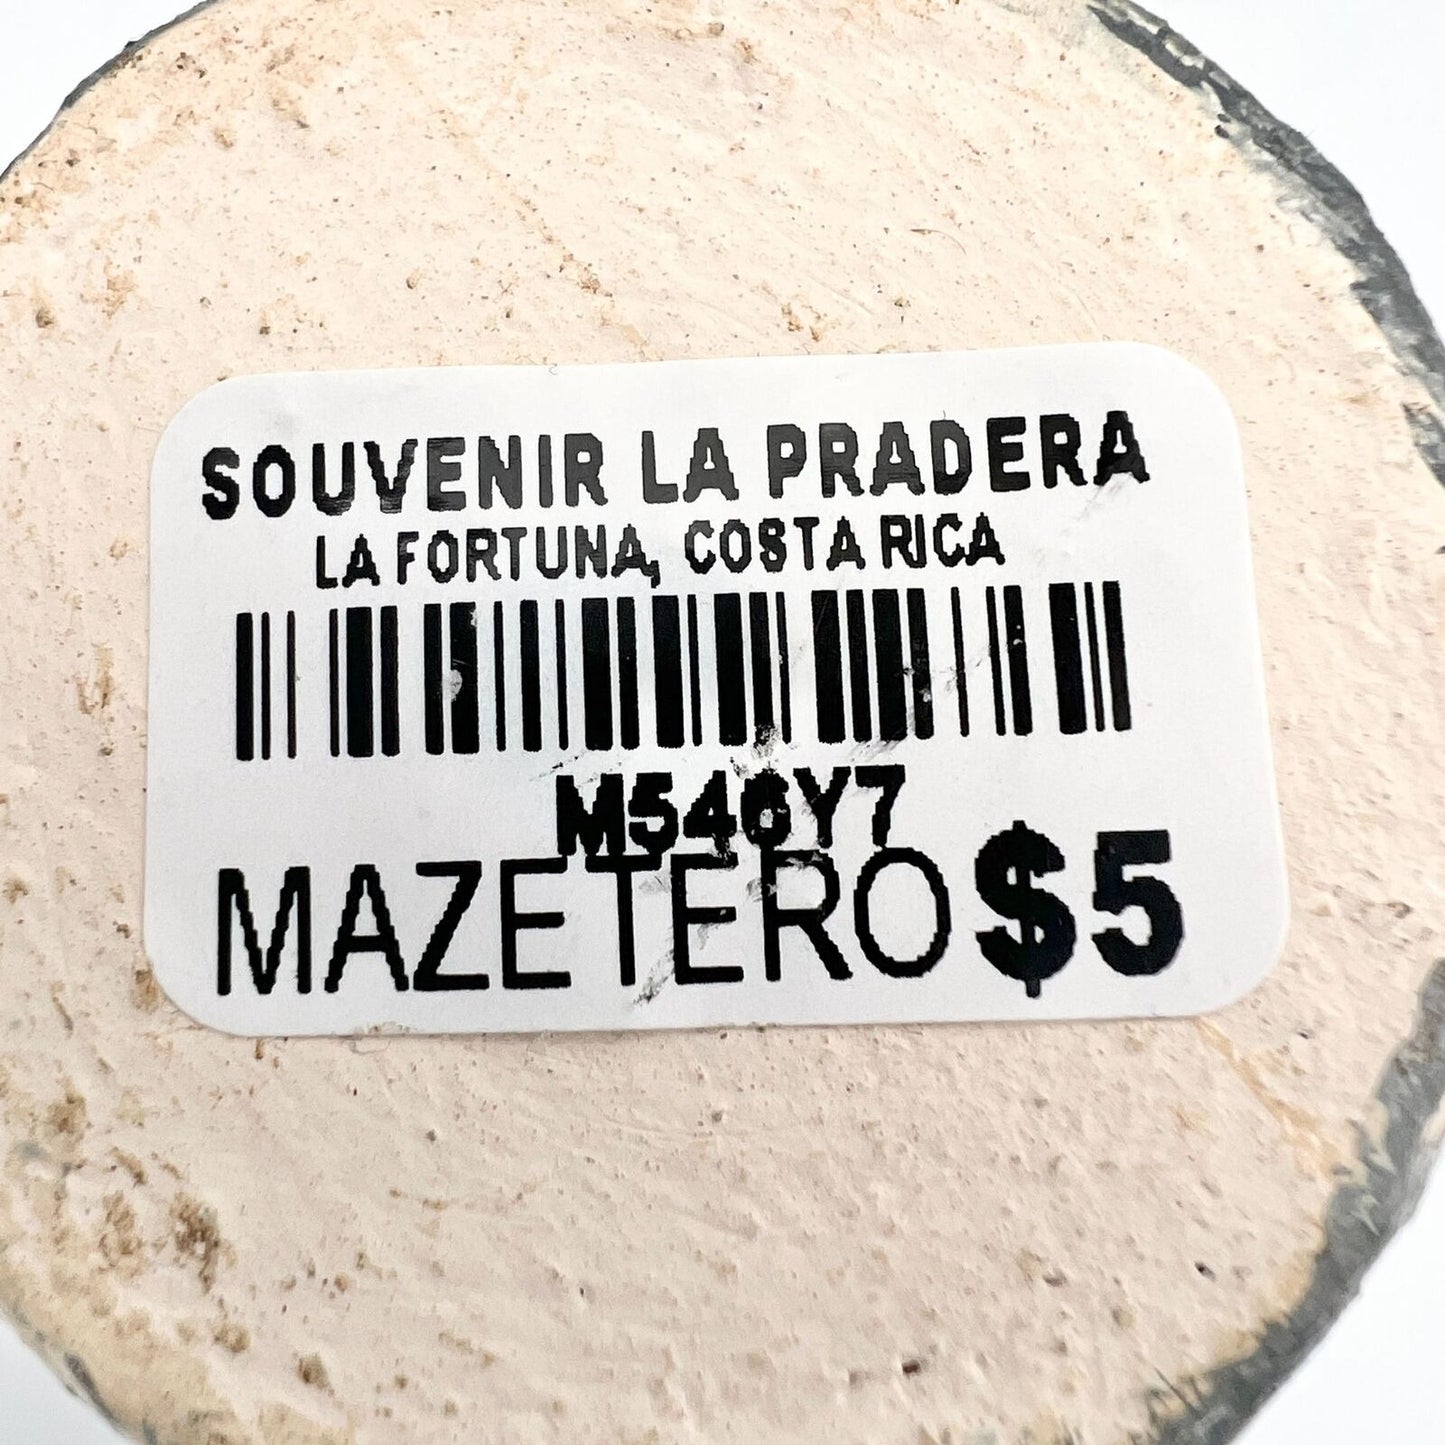 SOUVENIR LA PRADERA
LA FORTUNA, COSTA RICA
M546Y7
MAZETERO $5